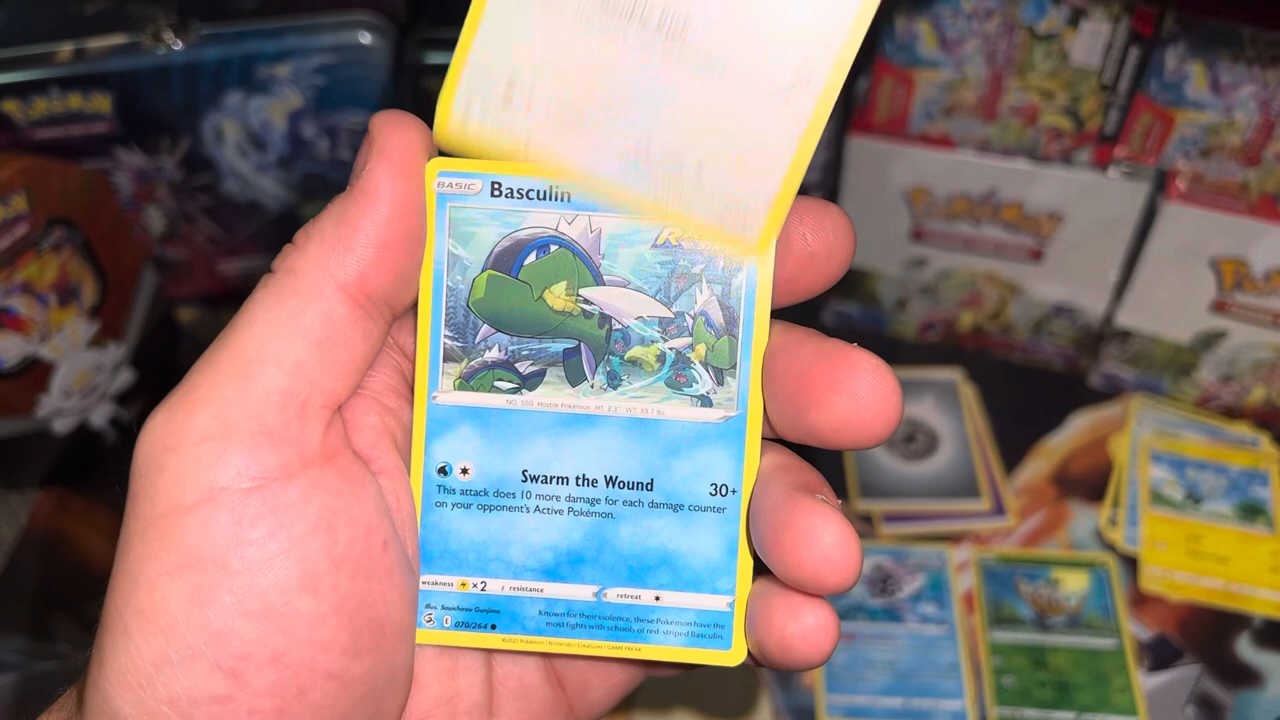 BASIC
Basculin
NO. 550 Hostile Pokémon HT: 3'3" WT: 39.7 lbs.
Swarm the Wound
30+
This attack does 10 more damage for each damage counter
on your opponent's Active Pokémon.
weakness ×2 resistance retreat
Illus. Souichirou Gunjima
Known for their violence, these Pokémon have the
most fights with schools of red-striped Basculin.
E 070/264
©2021 Pokémon / Nintendo / Creatures / GAME FREAK
Pokémon
Pokémon